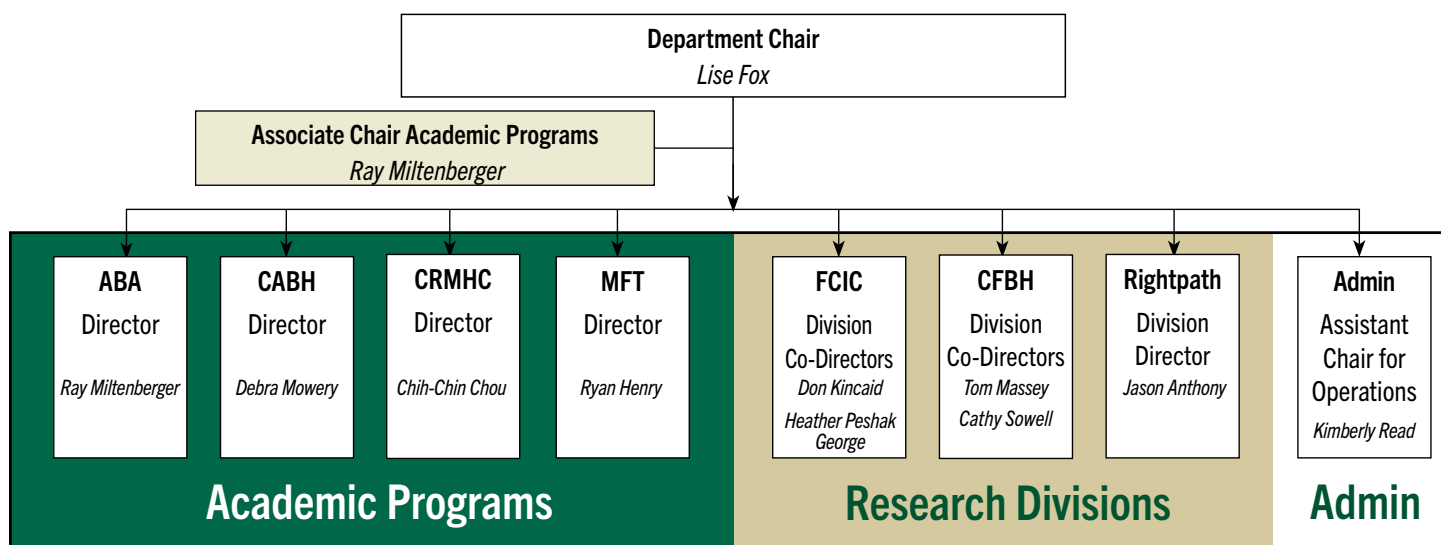 Department Chair
Lise Fox
Associate Chair Academic Programs
Ray Miltenberger
ABA
Director
Ray Miltenberger
CABH
Director
Debra Mowery
CRMHC
Director
Chih-Chin Chou
MFT
Director
Ryan Henry
FCIC
Division
Co-Directors
Don Kincaid
Heather Peshak
George
CFBH
Division
Co-Directors
Tom Massey
Cathy Sowell
Rightpath
Division
Director
Jason Anthony
Admin
Assistant
Chair for
Operations
Kimberly Read
Academic Programs
Research Divisions
Admin